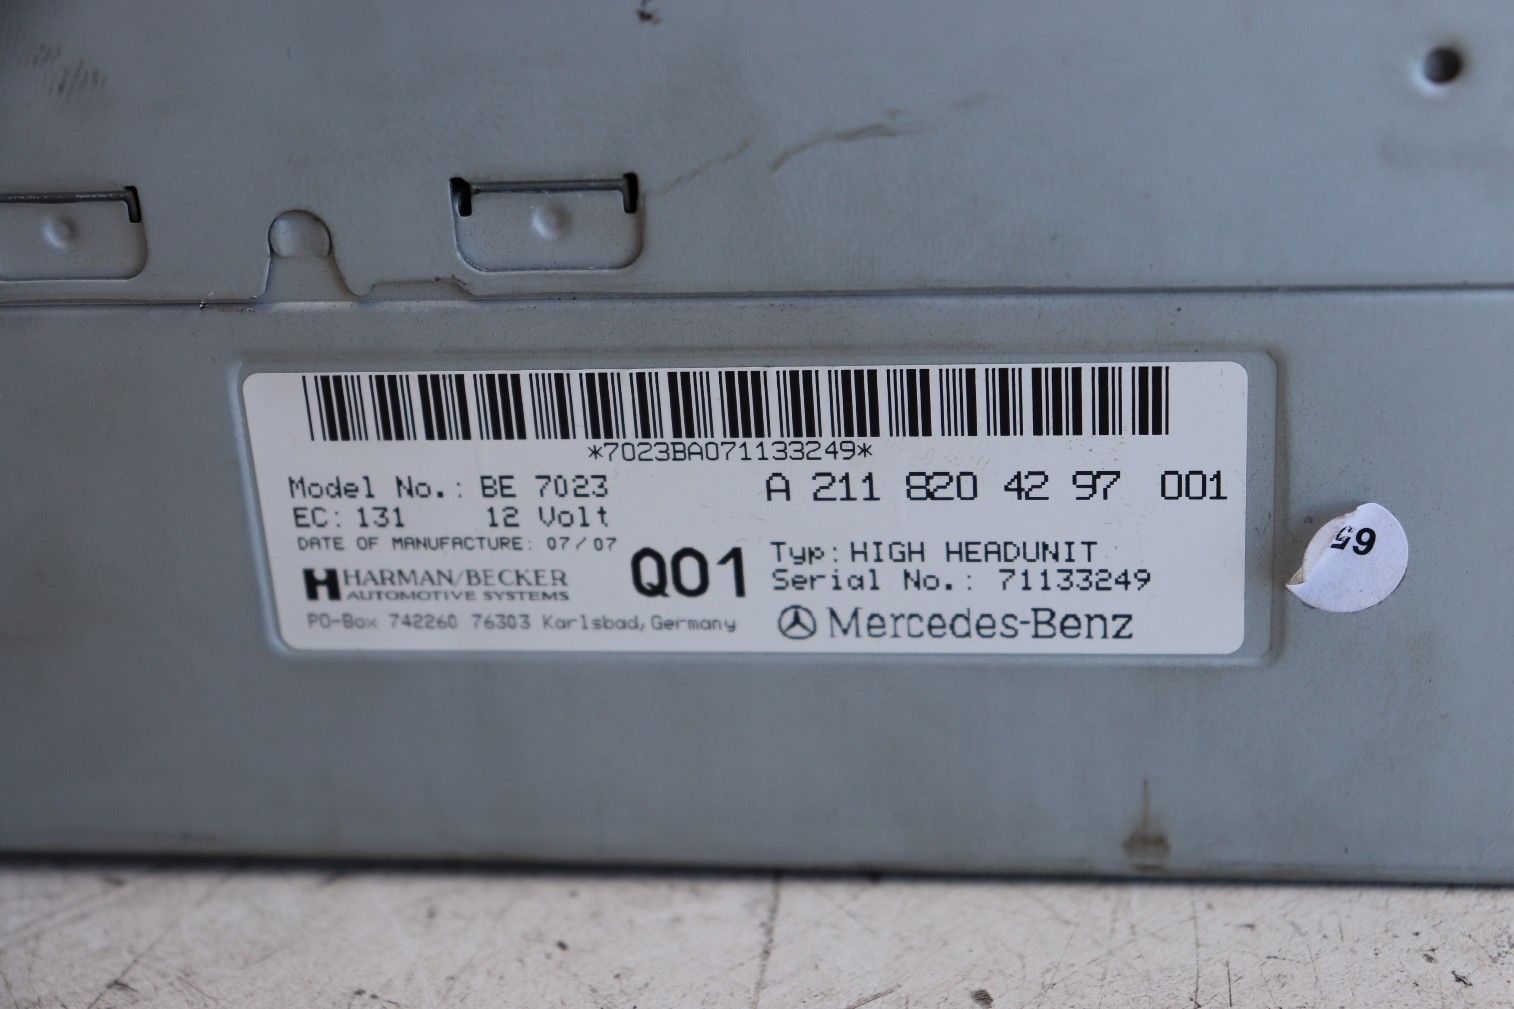 *7023BA071133249*
Model No.: BE 7023
A 211 820 42 97 001
EC: 131 12 Volt
DATE OF MANUFACTURE: 07/07
Q01
Typ: HIGH HEADUNIT
HARMAN/BECKER
AUTOMOTIVE SYSTEMS
Serial No.: 71133249
PO-Box 742260 76303 Karlsbad, Germany
Mercedes-Benz
65